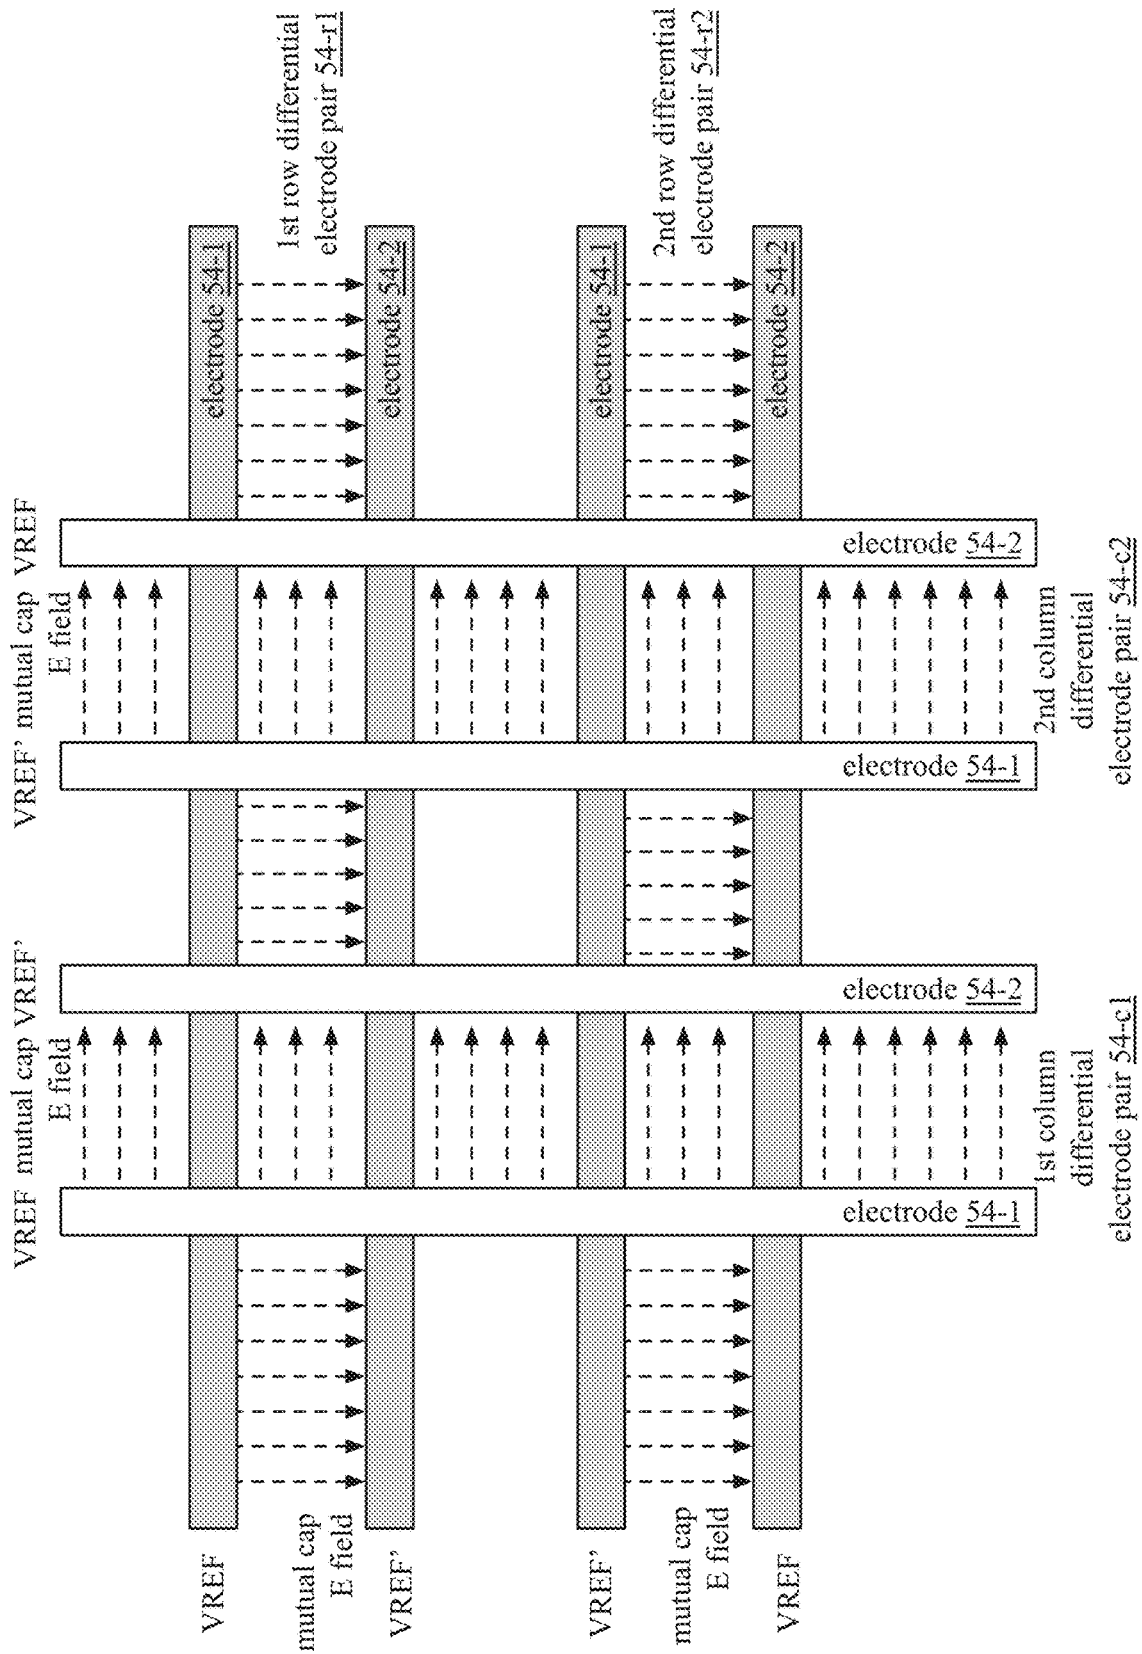 VREF mutual cap VREF’ VREF’ mutual cap VREF
E field E field
VREF electrode 54-1
mutual cap 1st row differential
E field electrode pair 54-r1
VREF’ electrode 54-2
VREF’ electrode 54-1
mutual cap 2nd row differential
E field electrode pair 54-r2
VREF electrode 54-2
electrode 54-1
electrode 54-2
electrode 54-1
electrode 54-2
1st column 2nd column
differential differential
electrode pair 54-c1 electrode pair 54-c2